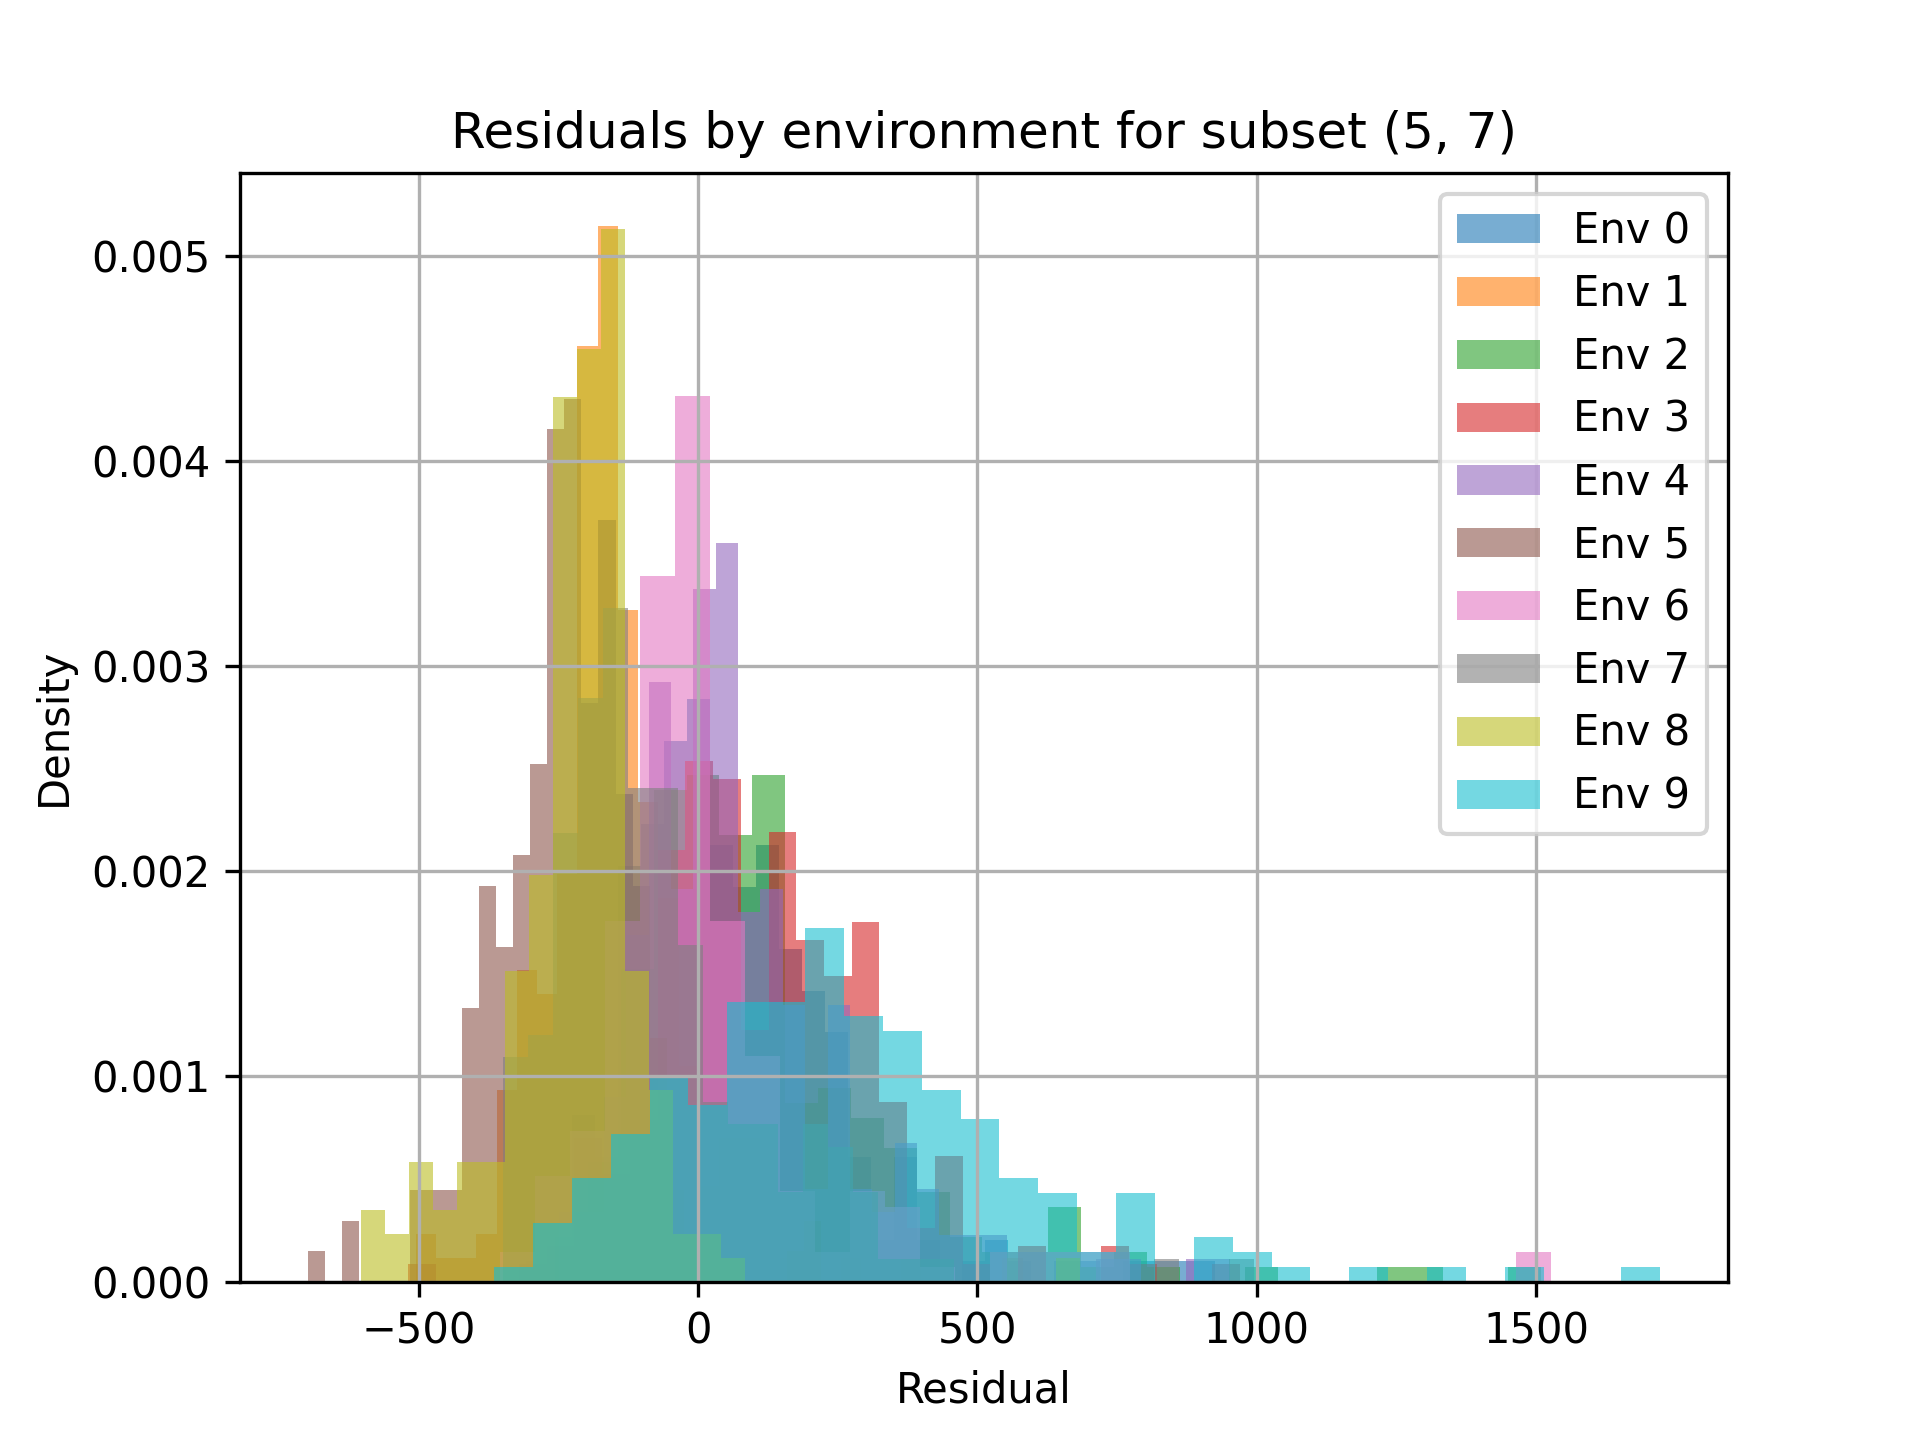 Residuals by environment for subset (5, 7)
Env 0
Env 1
Env 2
Env 3
Env 4
Env 5
Env 6
Env 7
Env 8
Env 9
Density
0.005
0.004
0.003
0.002
0.001
0.000
−500
0
500
1000
1500
Residual